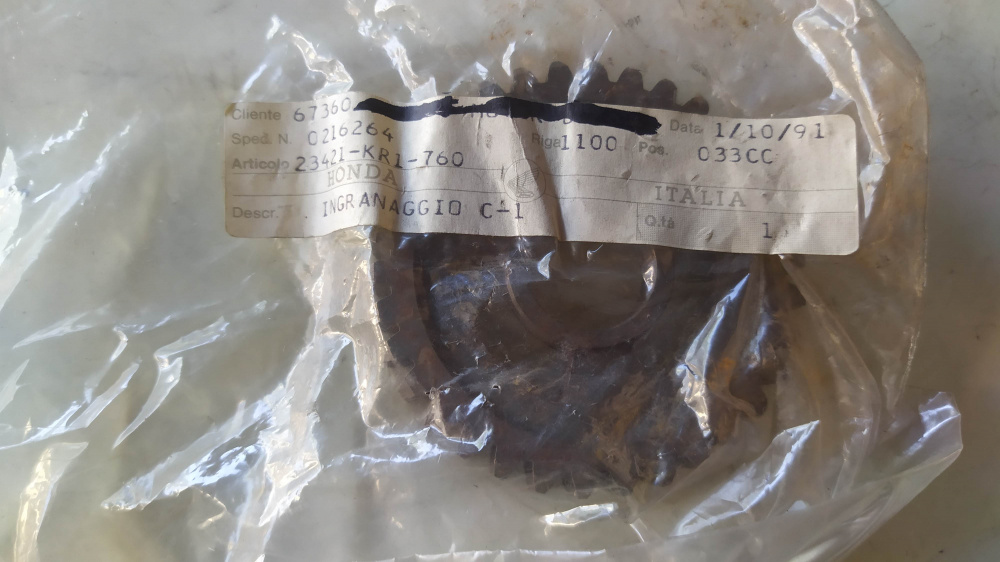 Cliente 67360 Data 1/10/91
Sped. N. 0216264 Riga 1100 Pos. 033CC
Articolo 23421-KR1-760
HONDA ITALIA
Descr. INGRANAGGIO C-1 Q.tà 1